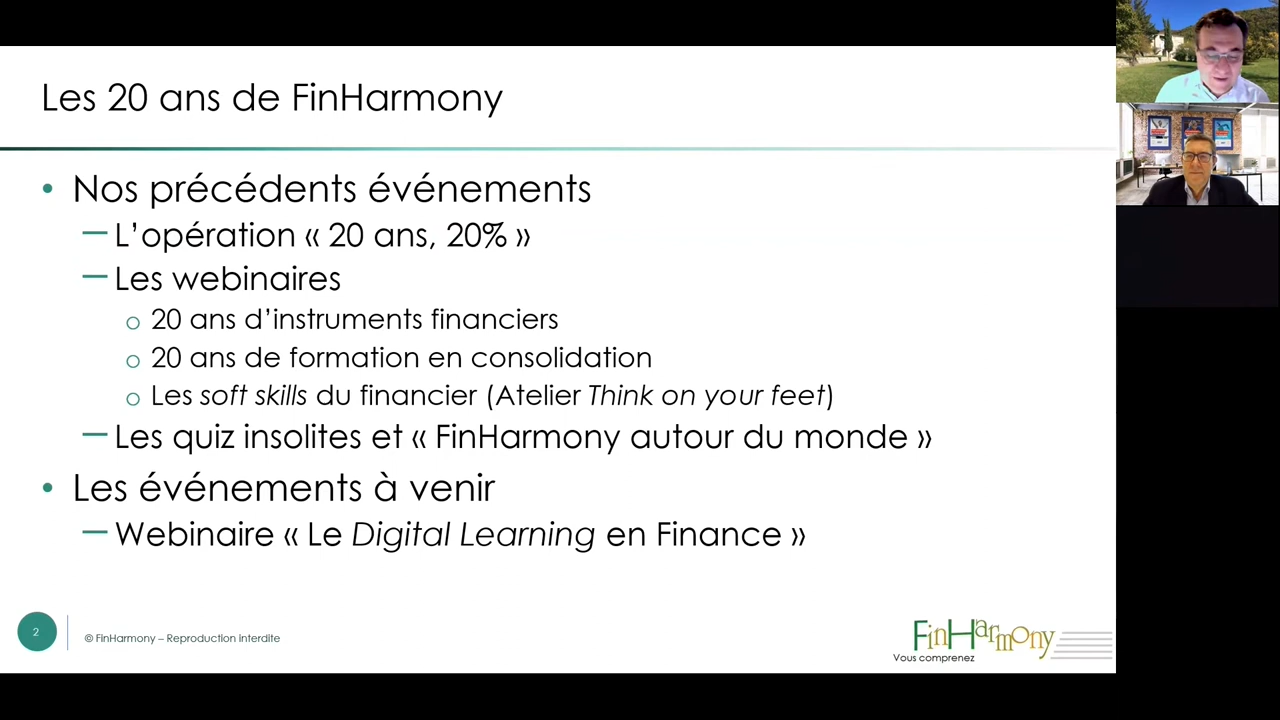 Les 20 ans de FinHarmony
• Nos précédents événements
— L’opération « 20 ans, 20% »
— Les webinaires
o 20 ans d’instruments financiers
o 20 ans de formation en consolidation
o Les soft skills du financier (Atelier Think on your feet)
— Les quiz insolites et « FinHarmony autour du monde »
• Les événements à venir
— Webinaire « Le Digital Learning en Finance »
2
© FinHarmony – Reproduction interdite
FinHarmony
Vous comprenez